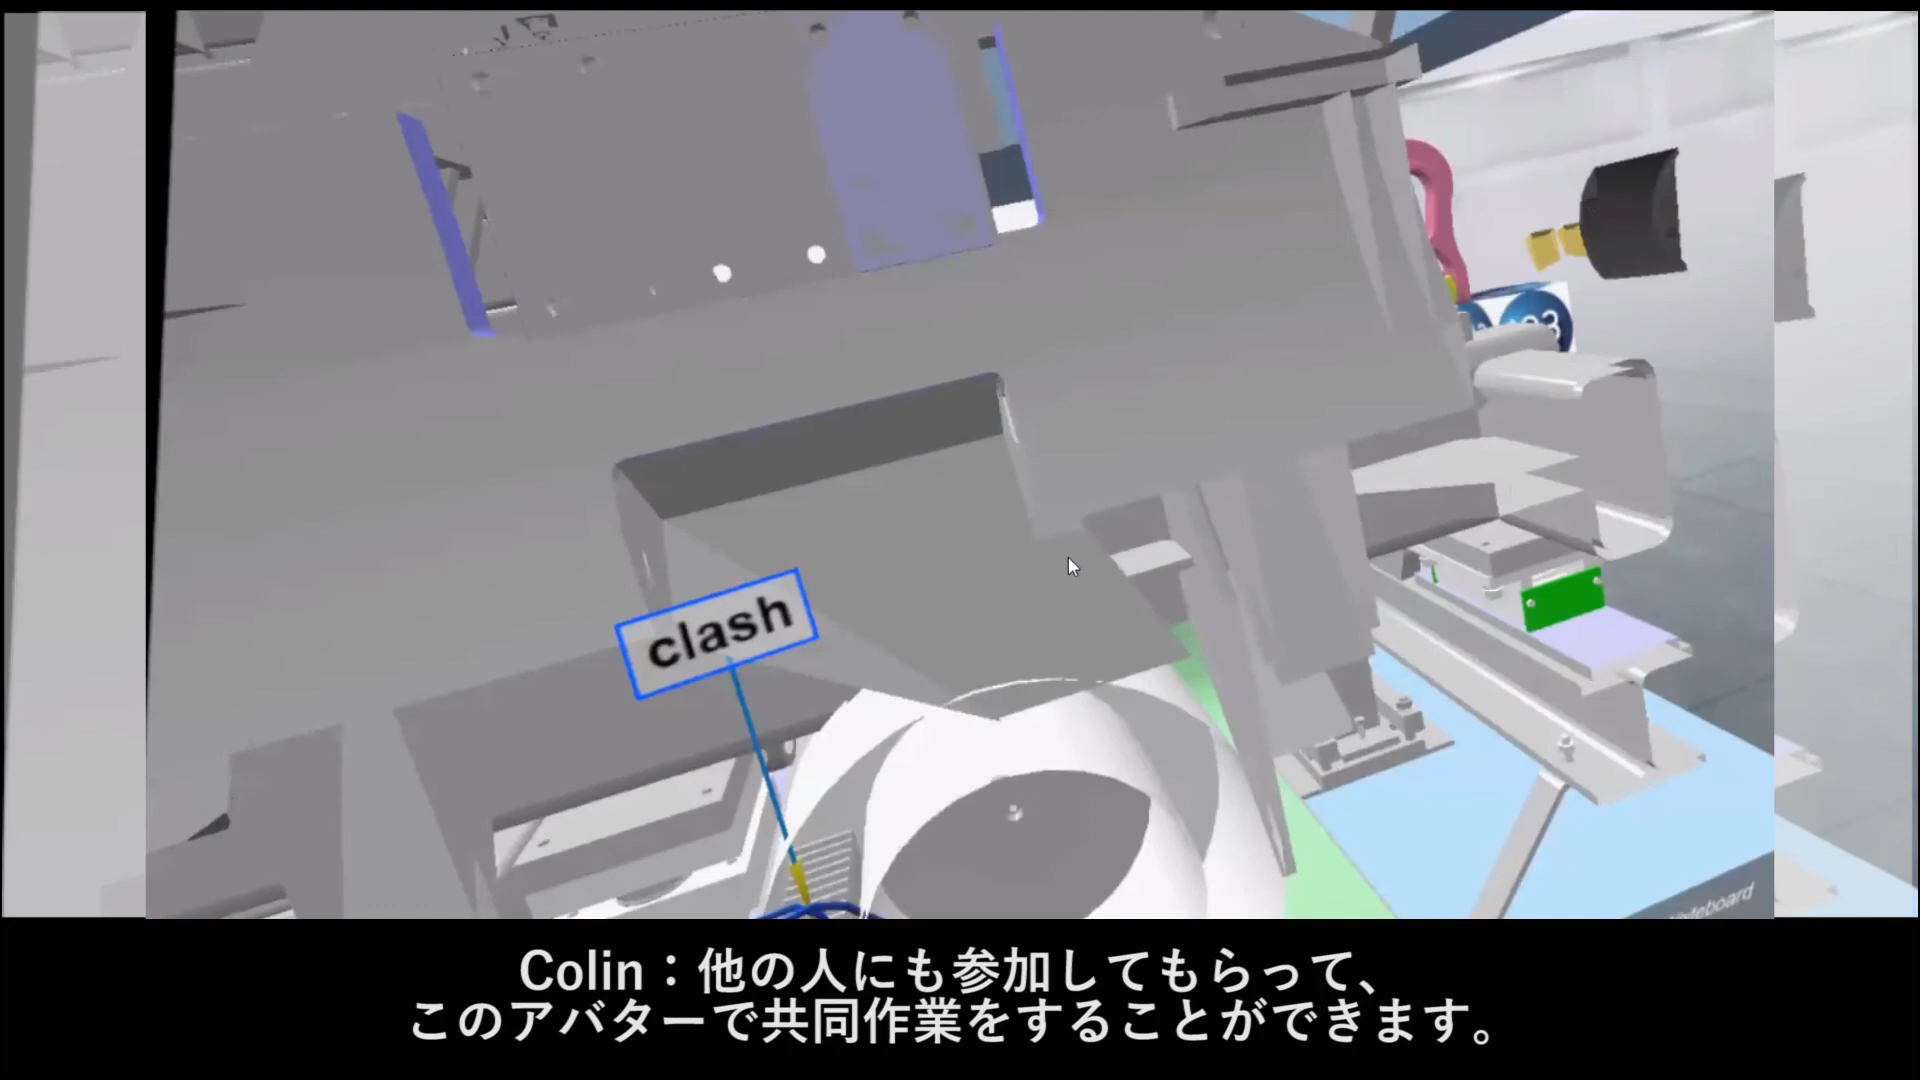 clash
Colin：他の人にも参加してもらって、
このアバターで共同作業をすることができます。